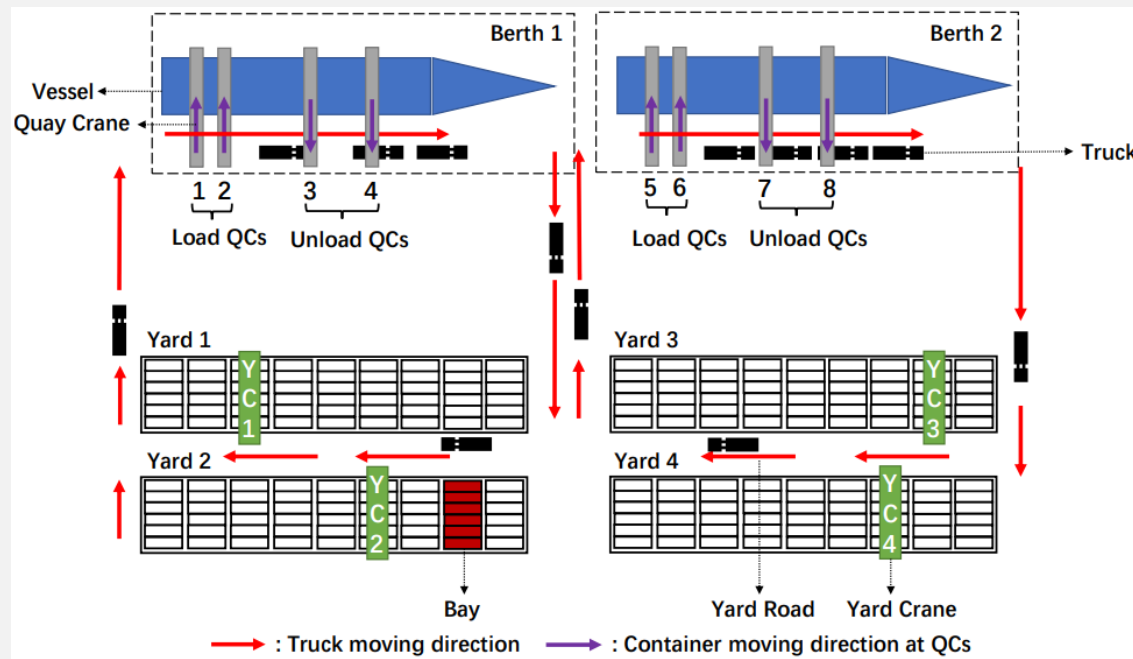 Berth 1
Berth 2
Vessel
Quay Crane
Truck
1 2 3 4
5 6 7 8
Load QCs
Unload QCs
Load QCs
Unload QCs
Yard 1
Yard 3
YC1
YC3
Yard 2
Yard 4
YC2
YC4
Bay
Yard Road
Yard Crane
: Truck moving direction
: Container moving direction at QCs